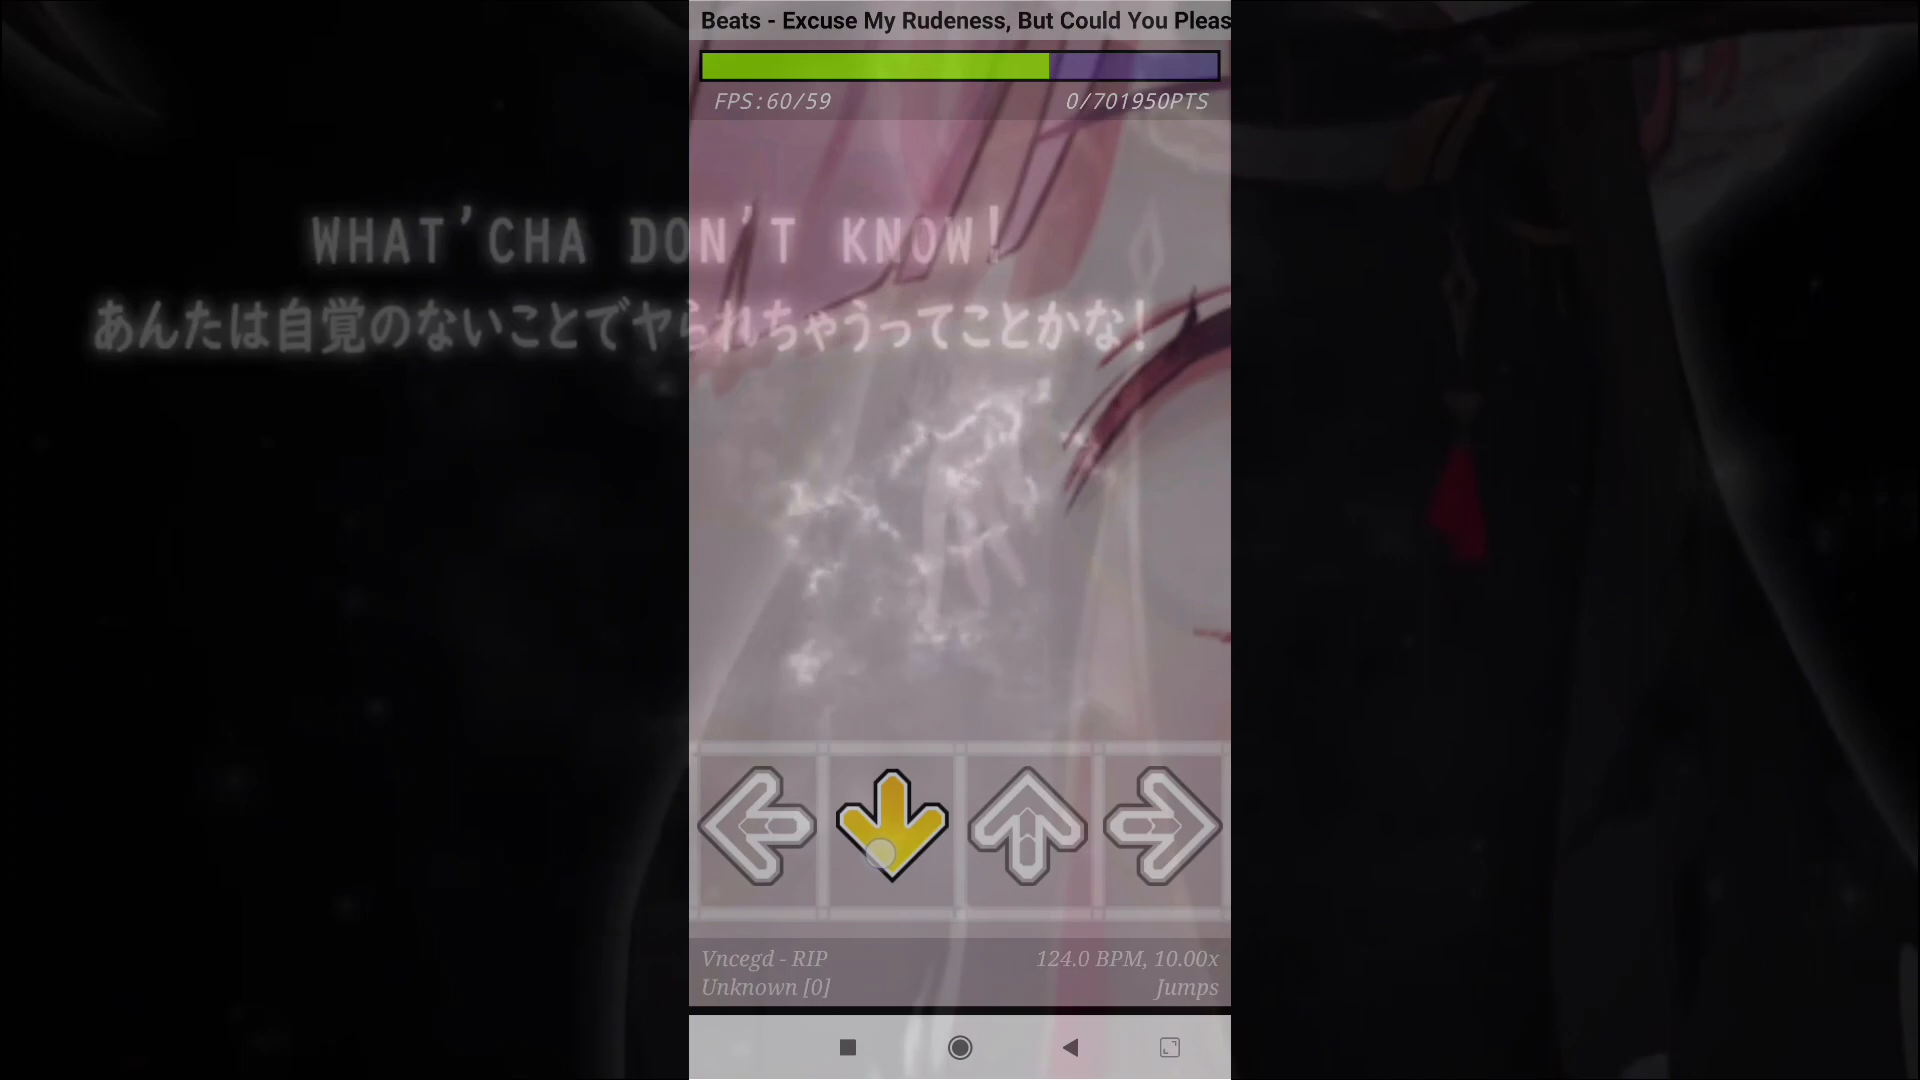 Beats - Excuse My Rudeness, But Could You Pleas
FPS:60/59
0/701950PTS
WHAT'CHA DON'T KNOW!
あんたは自覚のないことでヤられちゃうってことかな!
Vncegd - RIP
124.0 BPM, 10.00x
Unknown [0]
Jumps